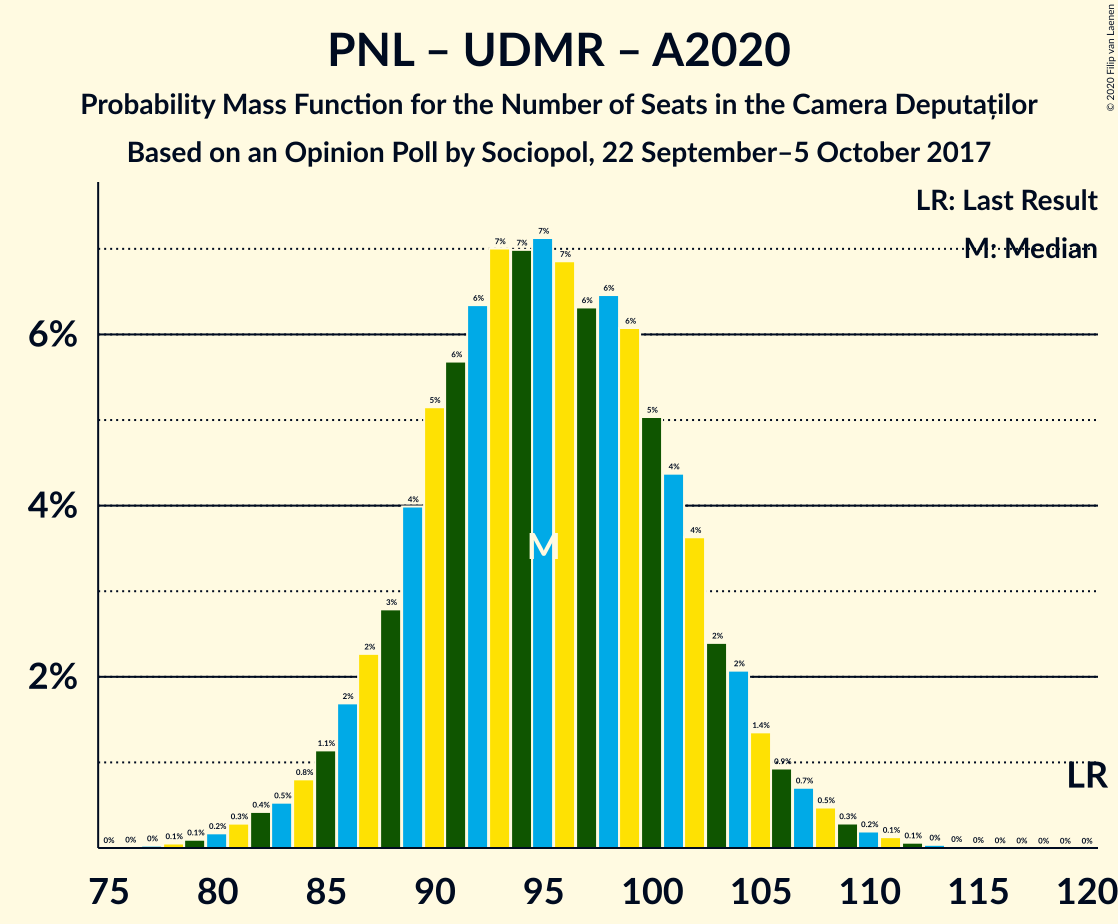 PNL – UDMR – A2020
Probability Mass Function for the Number of Seats in the Camera Deputaților
Based on an Opinion Poll by Sociopol, 22 September–5 October 2017
© 2020 Filip van Laenen
LR: Last Result
M: Median
6%
4%
2%
0% 0% 0% 0.1% 0.1% 0.2% 0.3% 0.4% 0.5% 0.8% 1.1% 2% 2% 3% 4% 5% 6% 6% 7% 7% 7% 7% 6% 6% 6% 5% 4% 4% 2% 2% 1.4% 0.9% 0.7% 0.5% 0.3% 0.2% 0.1% 0.1% 0% 0% 0% 0% 0% 0% 0% 0%
M
LR
75 80 85 90 95 100 105 110 115 120